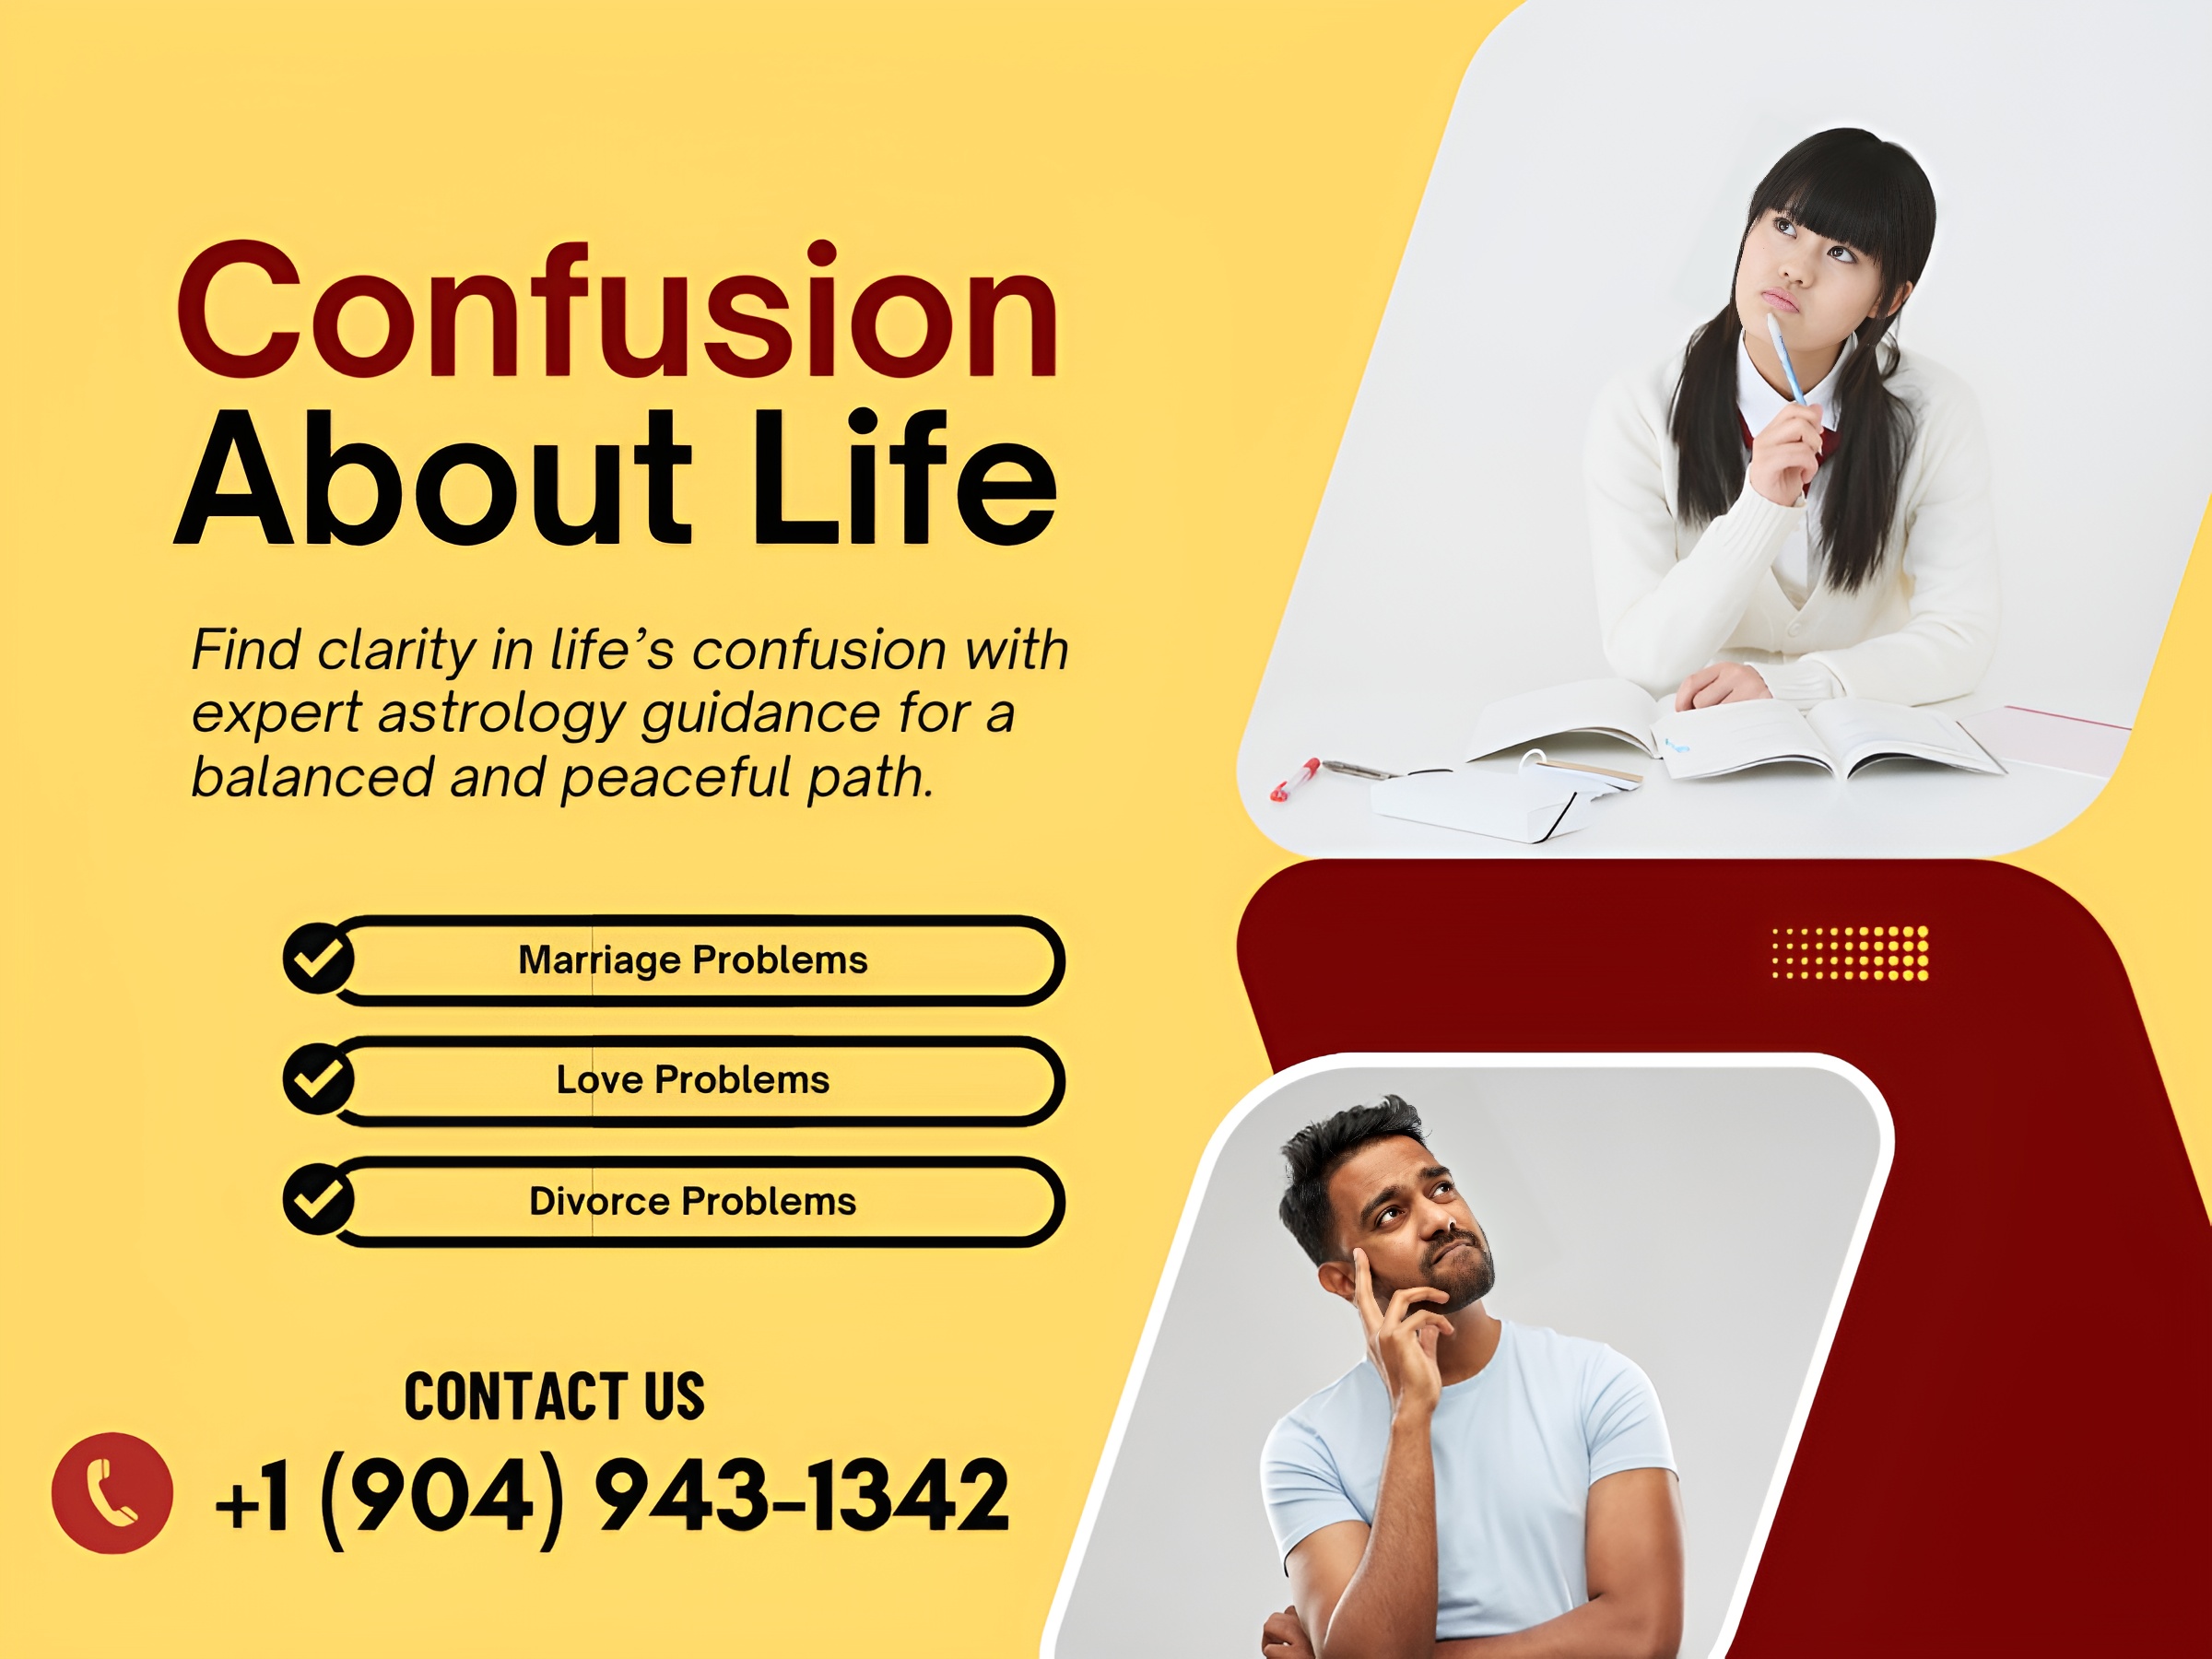 Confusion
About Life
Find clarity in life’s confusion with
expert astrology guidance for a
balanced and peaceful path.
Marriage Problems
Love Problems
Divorce Problems
CONTACT US
+1 (904) 943-1342